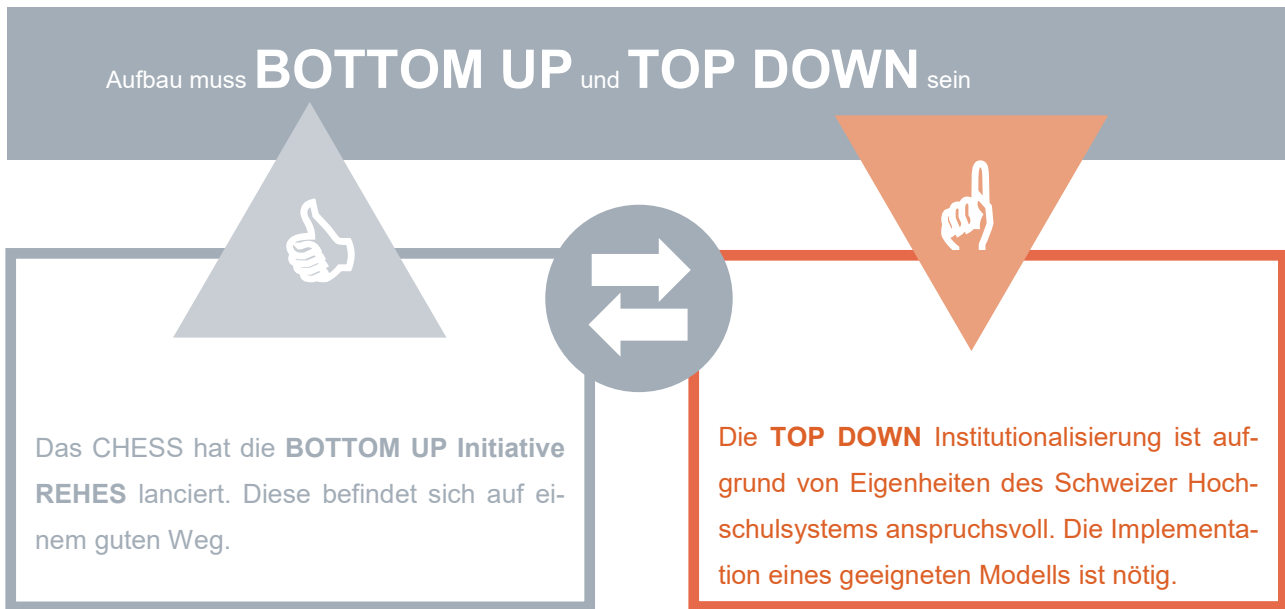 Aufbau muss BOTTOM UP und TOP DOWN sein
Das CHESS hat die BOTTOM UP Initiative
REHES lanciert. Diese befindet sich auf ei-
nem guten Weg.
Die TOP DOWN Institutionalisierung ist auf-
grund von Eigenheiten des Schweizer Hoch-
schulsystems anspruchsvoll. Die Implementa-
tion eines geeigneten Modells ist nötig.